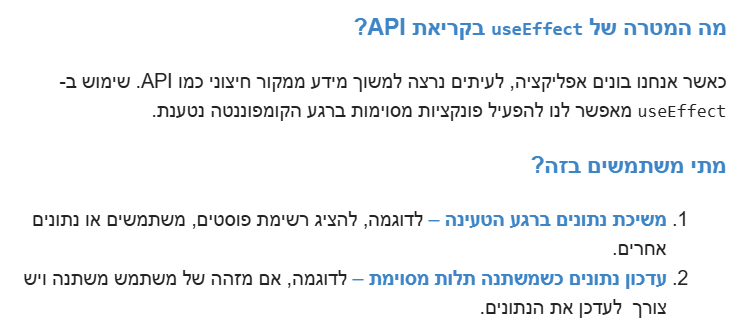 מה המטרה של useEffect בקריאת API?
כאשר אנחנו בונים אפליקציה, לעיתים נרצה למשוך מידע ממקור חיצוני כמו API. שימוש ב-
useEffect מאפשר לנו להפעיל פונקציות מסוימות ברגע הקומפוננטה נטענת.
מתי משתמשים בזה?
1. משיכת נתונים ברגע הטעינה – לדוגמה, להציג רשימת פוסטים, משתמשים או נתונים
אחרים.
2. עדכון נתונים כשמשתנה תלות מסוימת – לדוגמה, אם מזהה של משתמש משתנה ויש
צורך לעדכן את הנתונים.